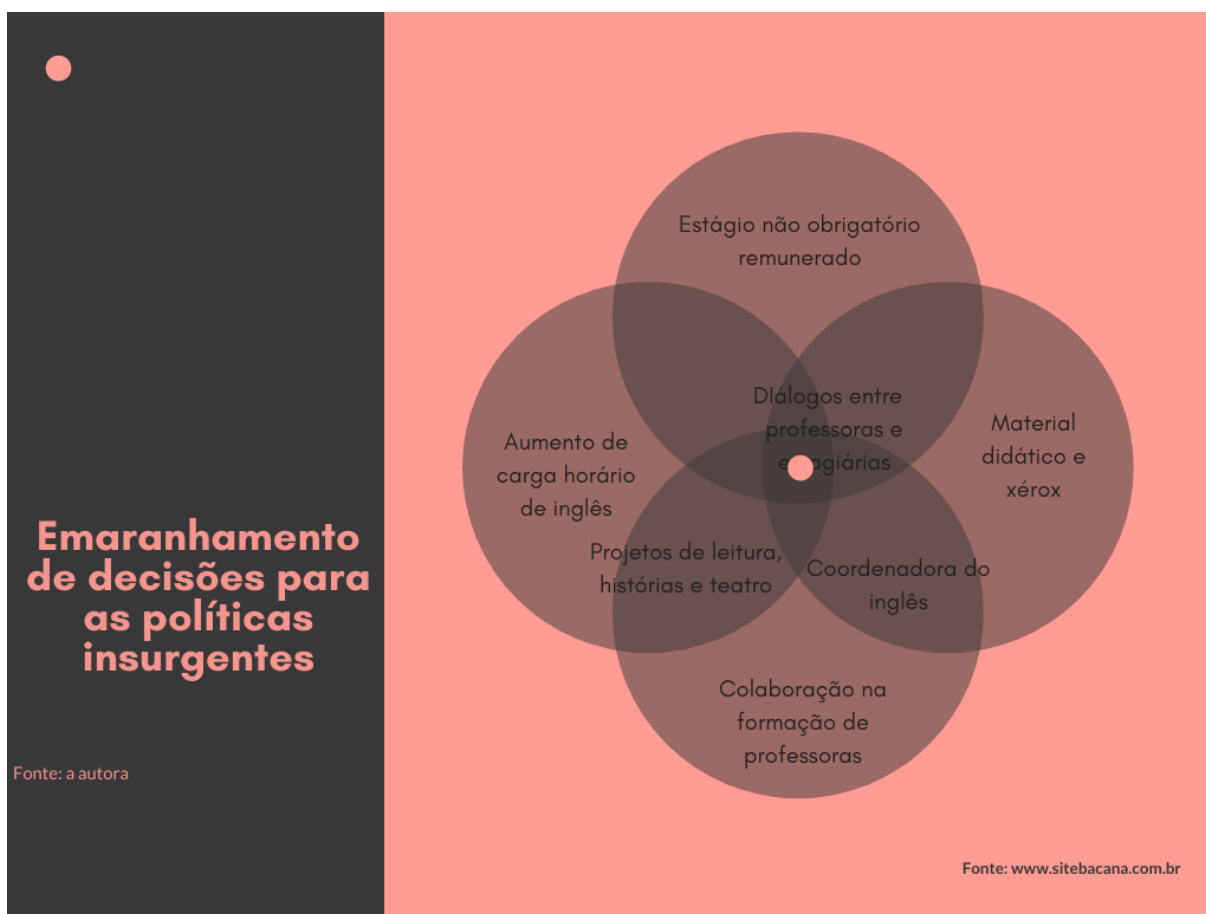 Emaranhamento
de decisões para
as políticas
insurgentes
Fonte: a autora
Estágio não obrigatório
remunerado
DIálogos entre
professoras e
Aumento de
carga horário
de inglês
Material
didático e
xérox
Projetos de leitura,
histórias e teatro
Coordenadora do
inglês
Colaboração na
formação de
professoras
Fonte: www.sitebacana.com.br